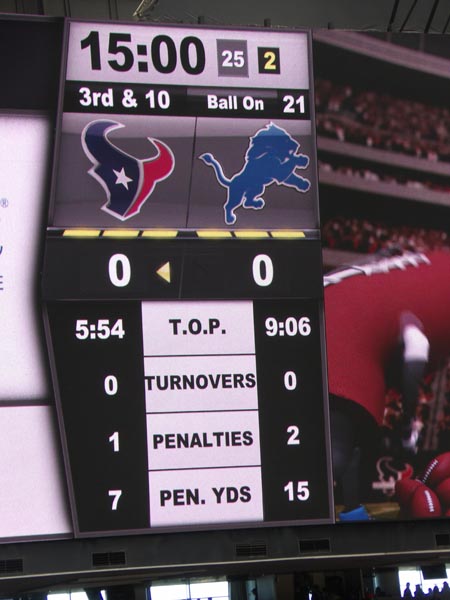 15:00 25 2
3rd & 10 Ball On 21
0 0
5:54 T.O.P. 9:06
0 TURNOVERS 0
1 PENALTIES 2
7 PEN. YDS 15